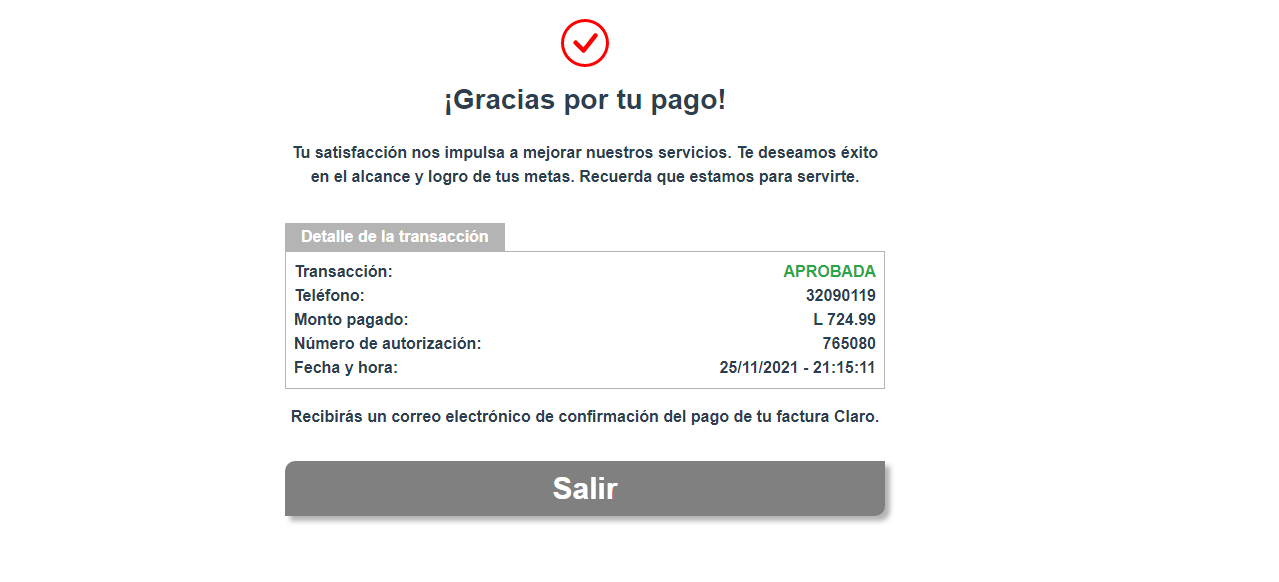 ¡Gracias por tu pago!
Tu satisfacción nos impulsa a mejorar nuestros servicios. Te deseamos éxito
en el alcance y logro de tus metas. Recuerda que estamos para servirte.
Detalle de la transacción
Transacción: APROBADA
Teléfono: 32090119
Monto pagado: L 724.99
Número de autorización: 765080
Fecha y hora: 25/11/2021 - 21:15:11
Recibirás un correo electrónico de confirmación del pago de tu factura Claro.
Salir